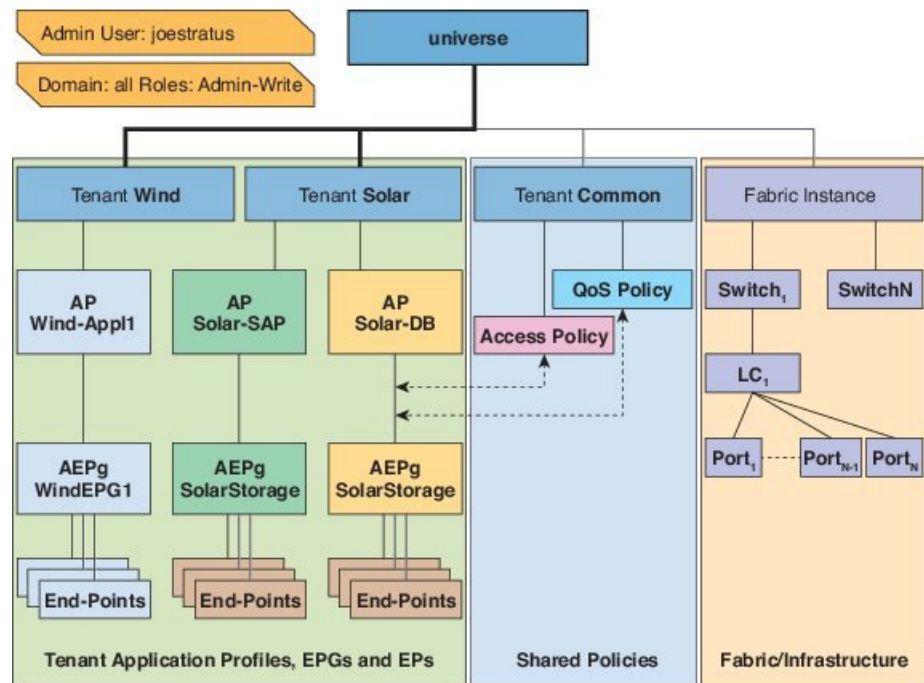 Admin User: joestratus
Domain: all Roles: Admin-Write
universe
Tenant Wind
Tenant Solar
Tenant Common
Fabric Instance
AP
Wind-Appl1
AP
Solar-SAP
AP
Solar-DB
QoS Policy
Access Policy
Switch1
SwitchN
LC1
Port1
PortN-1
PortN
AEPg
WindEPG1
AEPg
SolarStorage
AEPg
SolarStorage
End-Points
End-Points
End-Points
Tenant Application Profiles, EPGs and EPs
Shared Policies
Fabric/Infrastructure